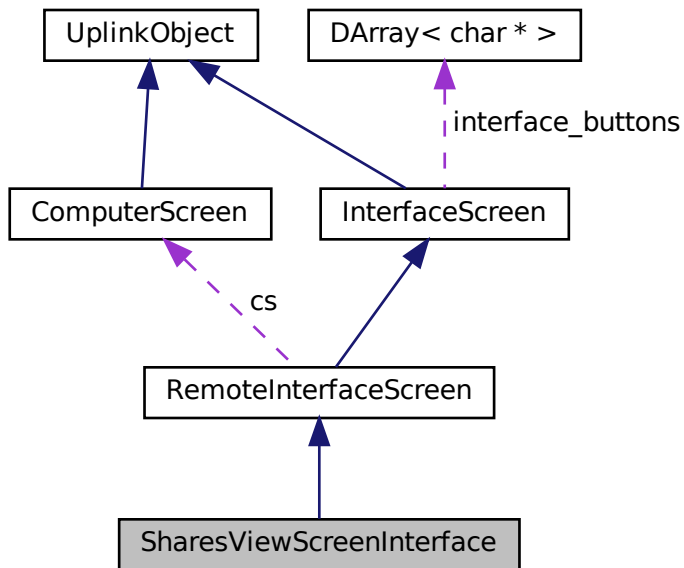 UplinkObject
DArray< char * >
interface_buttons
ComputerScreen
InterfaceScreen
cs
RemoteInterfaceScreen
SharesViewScreenInterface